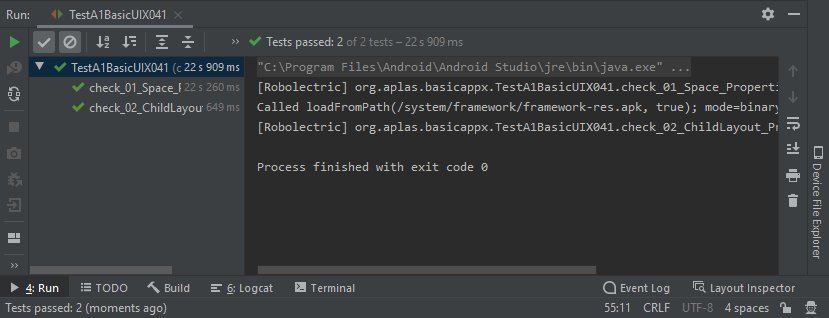 Run: TestA1BasicUIX041
Tests passed: 2 of 2 tests – 22 s 909 ms
TestA1BasicUIX041 (c 22 s 909 ms
check_01_Space_F 22 s 260 ms
check_02_ChildLayout 649 ms
"C:\Program Files\Android\Android Studio\jre\bin\java.exe" ...
[Robolectric] org.aplas.basicappx.TestA1BasicUIX041.check_01_Space_Properti
Called loadFromPath(/system/framework/framework-res.apk, true); mode=binary
[Robolectric] org.aplas.basicappx.TestA1BasicUIX041.check_02_ChildLayout_Pr
Process finished with exit code 0
Device File Explorer
4: Run TODO Build 6: Logcat Terminal Event Log Layout Inspector
Tests passed: 2 (moments ago) 55:11 CRLF UTF-8 4 spaces